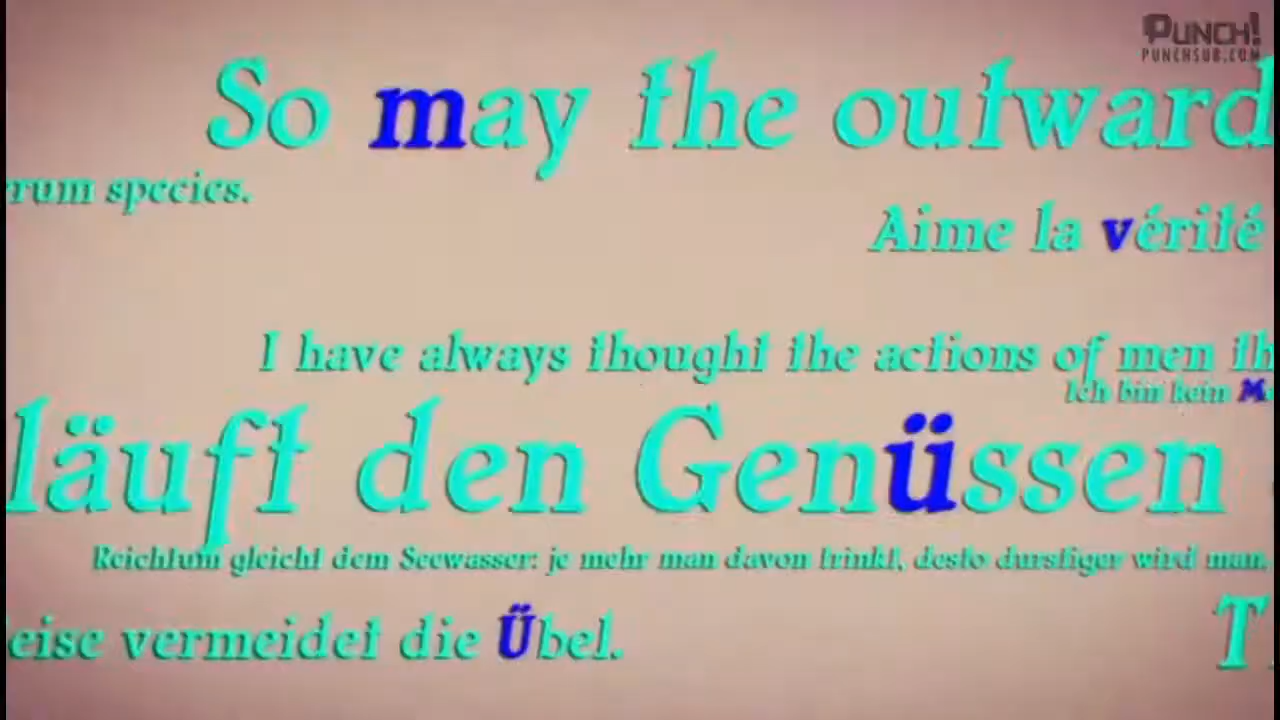 PUNCH!
PUNCHSUB.COM
So may the outward
rum species.
Aime la vérité
I have always thought the actions of men th
Ich bin kein M
läuft den Genüssen
Reichtum gleicht dem Seewasser: je mehr man davon trinkt, desto durstiger wird man.
eise vermeidet die Übel.
T